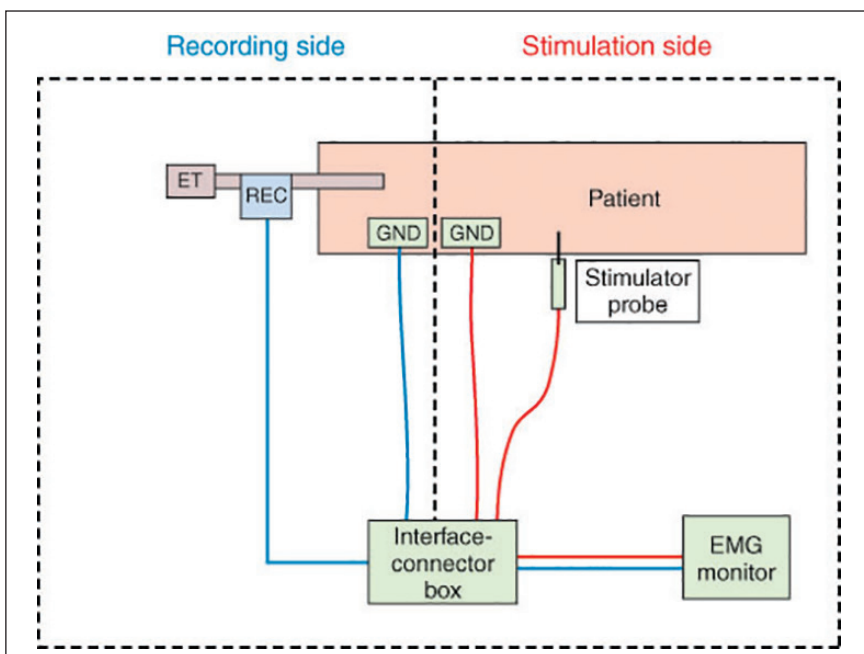 Recording side
Stimulation side
ET
REC
Patient
GND
GND
Stimulator
probe
Interface-
connector
box
EMG
monitor